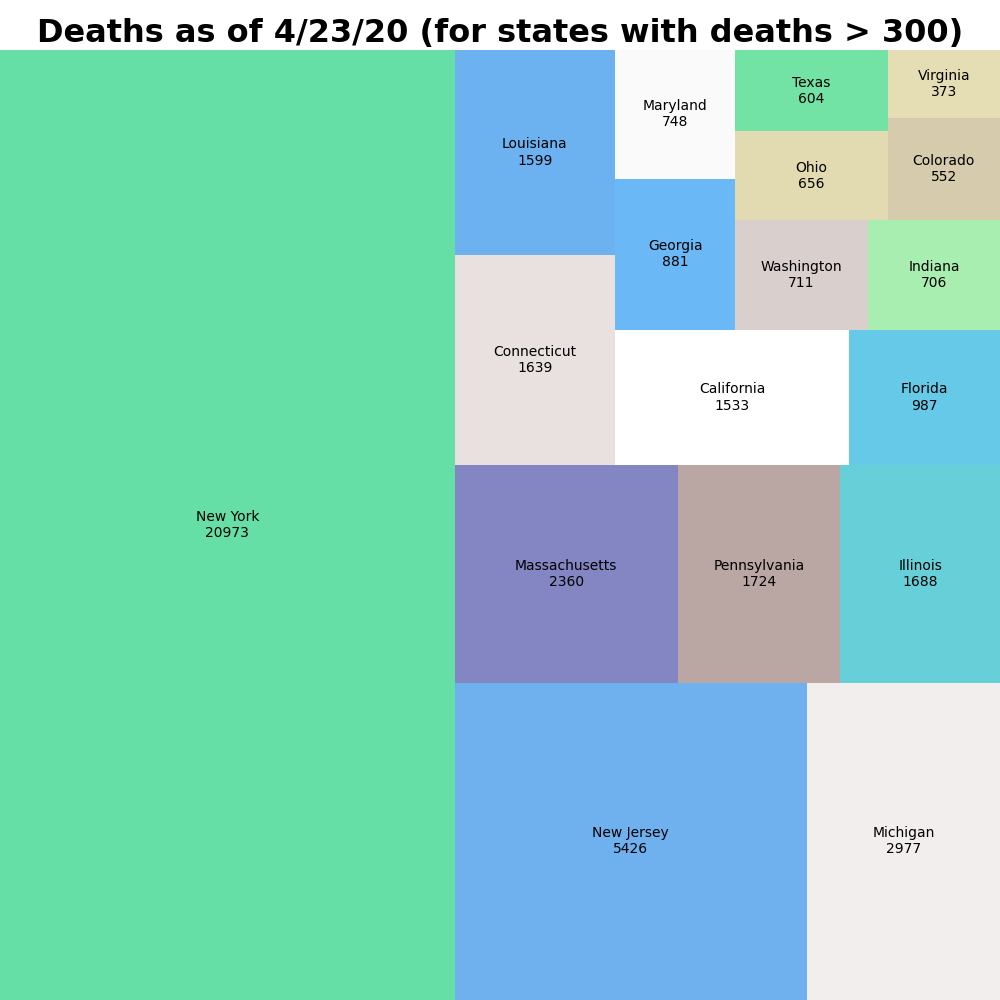 Deaths as of 4/23/20 (for states with deaths > 300)
New York
20973
Louisiana
1599
Maryland
748
Texas
604
Virginia
373
Ohio
656
Colorado
552
Georgia
881
Washington
711
Indiana
706
Connecticut
1639
California
1533
Florida
987
Massachusetts
2360
Pennsylvania
1724
Illinois
1688
New Jersey
5426
Michigan
2977